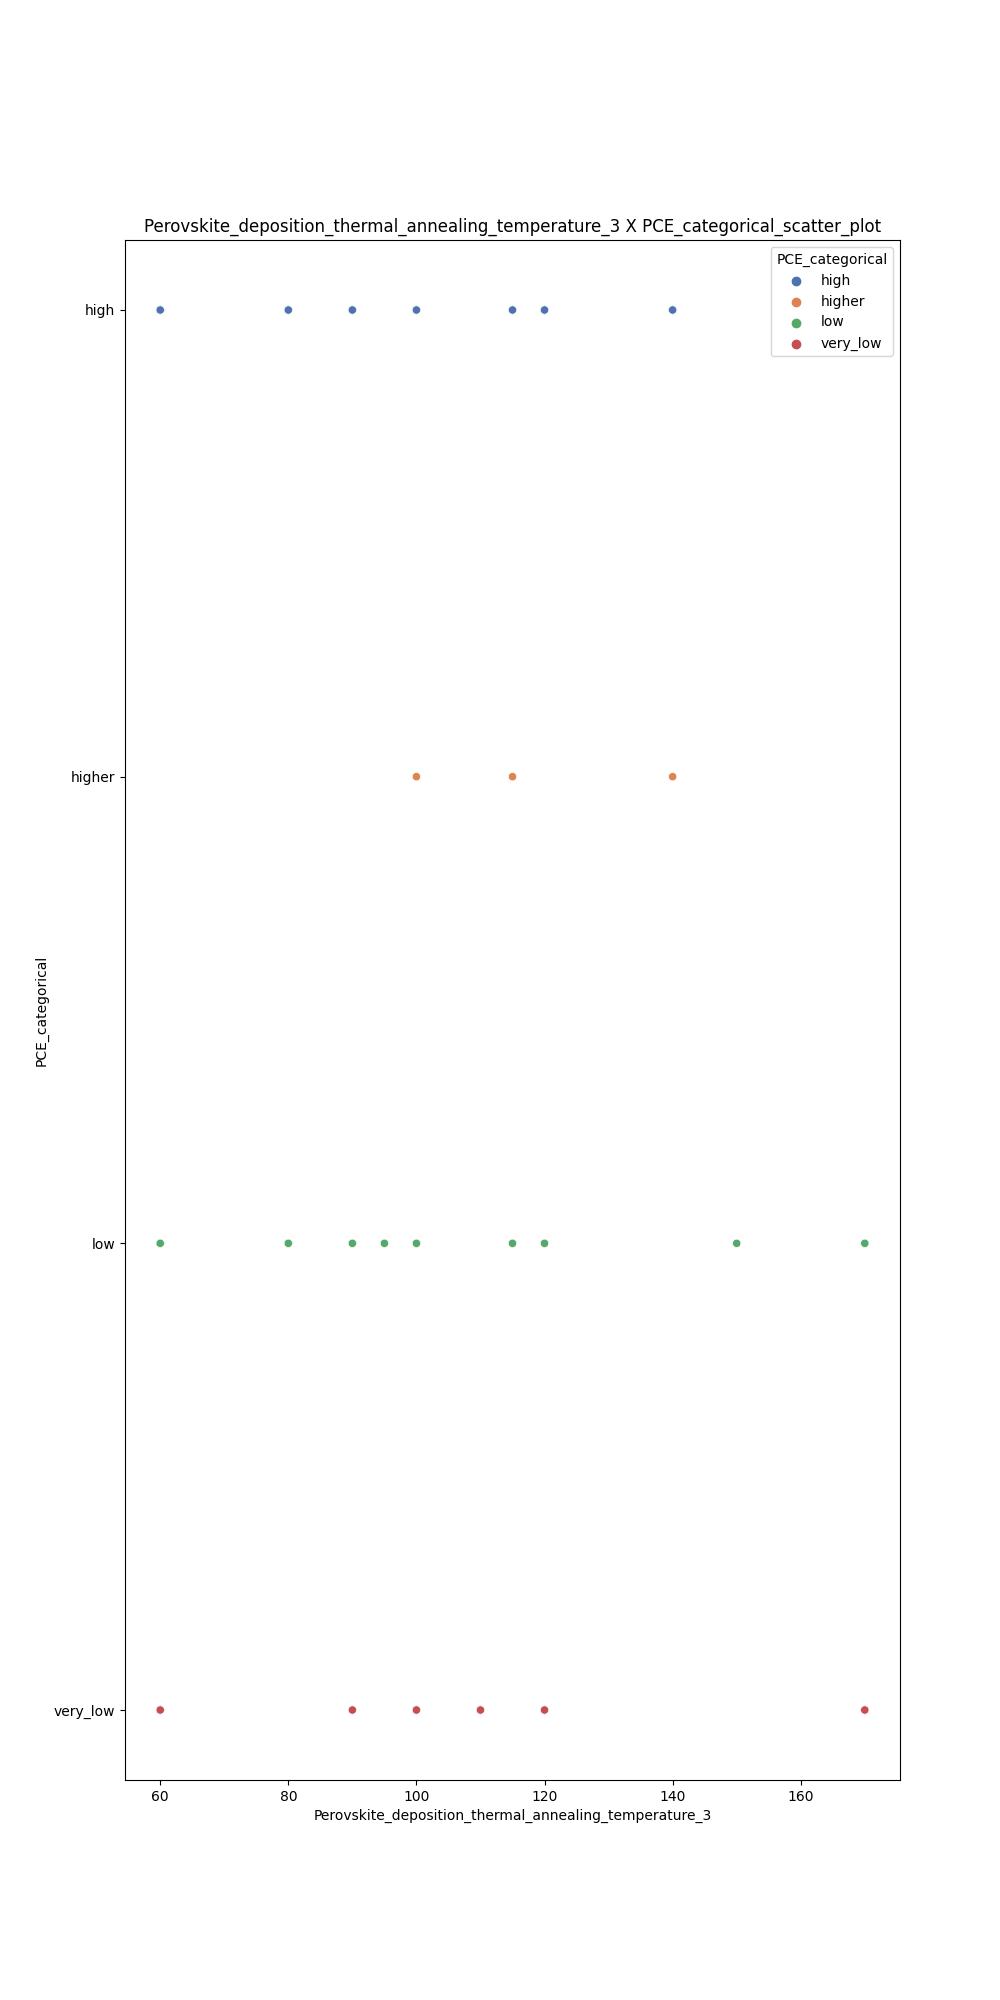 Perovskite_deposition_thermal_annealing_temperature_3 X PCE_categorical_scatter_plot
PCE_categorical
high
higher
low
very_low
high
higher
low
very_low
PCE_categorical
60 80 100 120 140 160
Perovskite_deposition_thermal_annealing_temperature_3